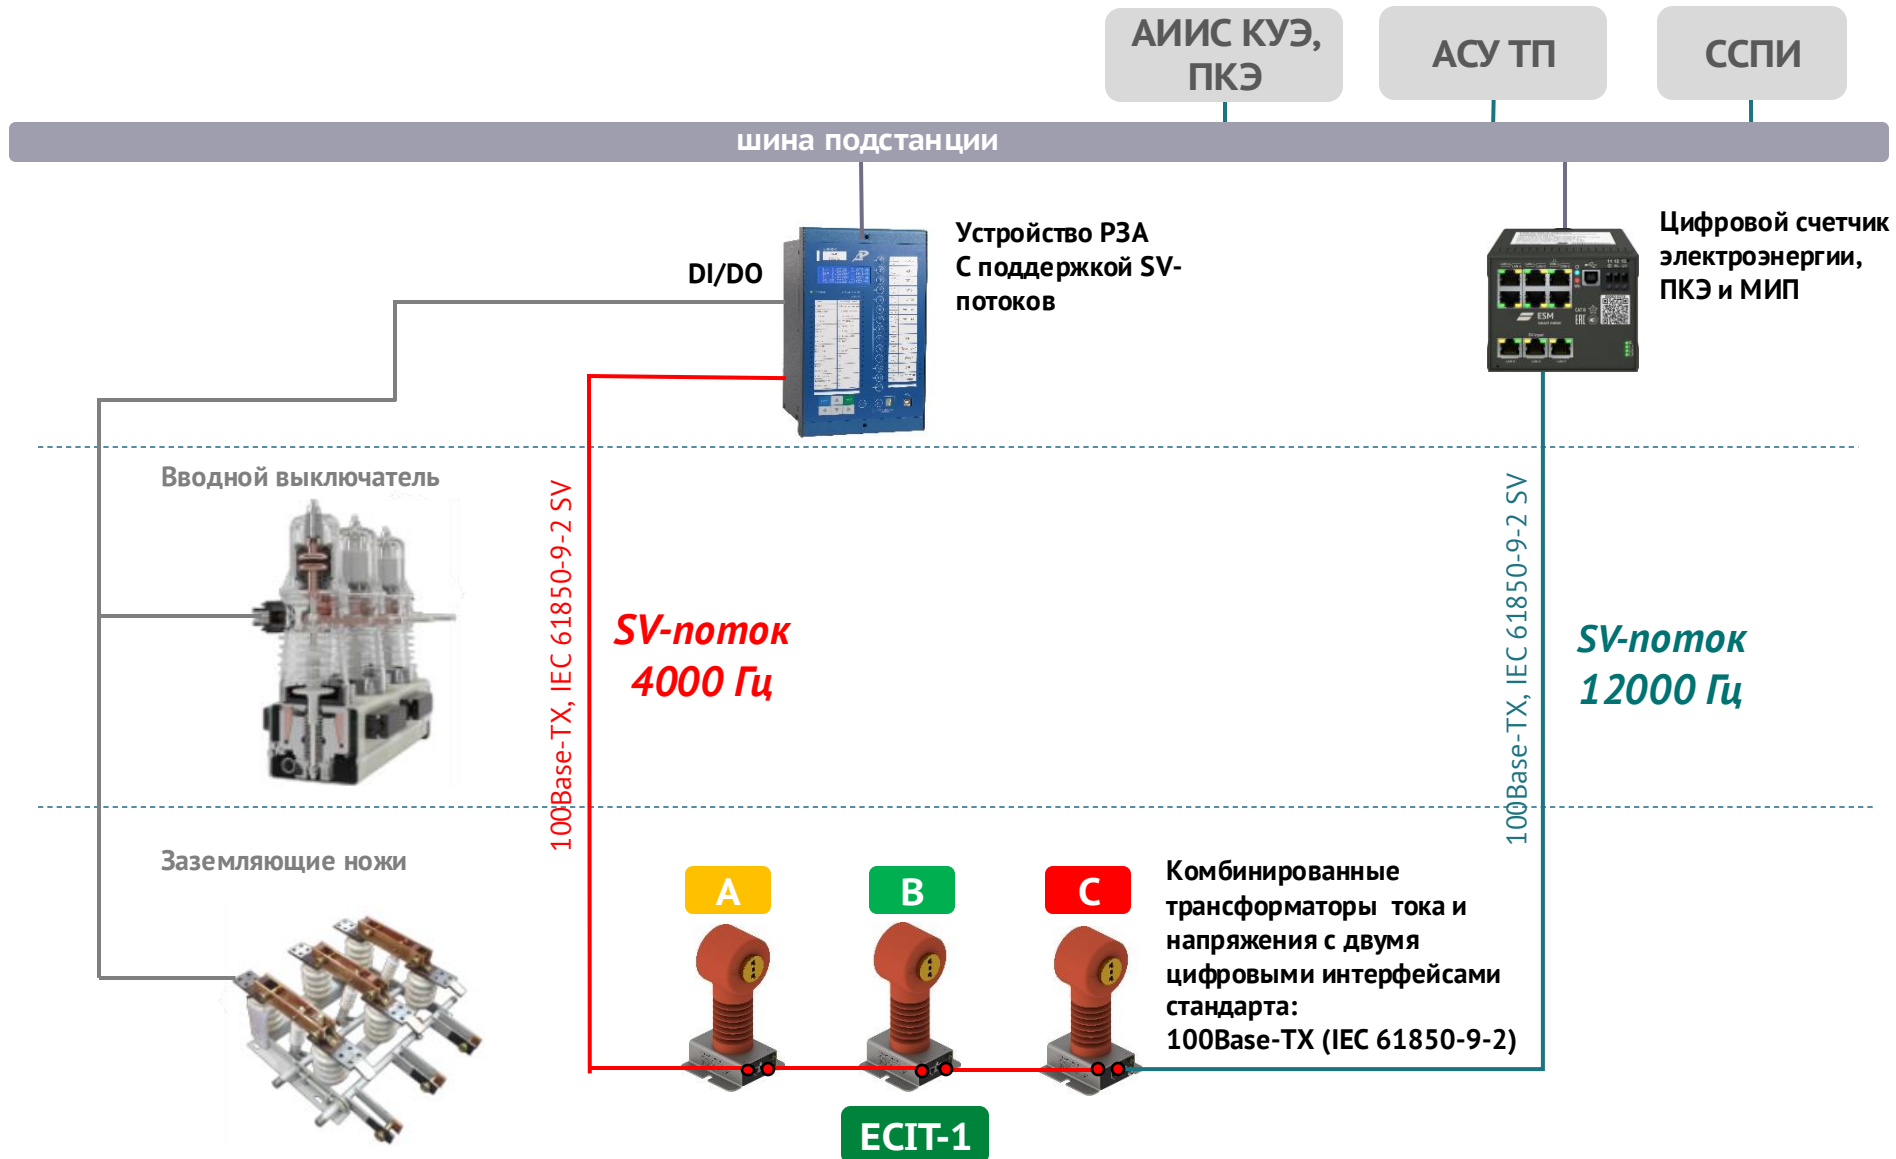 АИИС КУЭ,
ПКЭ
АСУ ТП
ССПИ
шина подстанции
DI/DO
Устройство РЗА
С поддержкой SV-
потоков
Цифровой счетчик
электроэнергии,
ПКЭ и МИП
ESM
Вводной выключатель
100Base-TX, IEC 61850-9-2 SV
SV-поток
4000 Гц
100Base-TX, IEC 61850-9-2 SV
SV-поток
12000 Гц
Заземляющие ножи
A
B
C
Комбинированные
трансформаторы тока и
напряжения с двумя
цифровыми интерфейсами
стандарта:
100Base-TX (IEC 61850-9-2)
ECIT-1